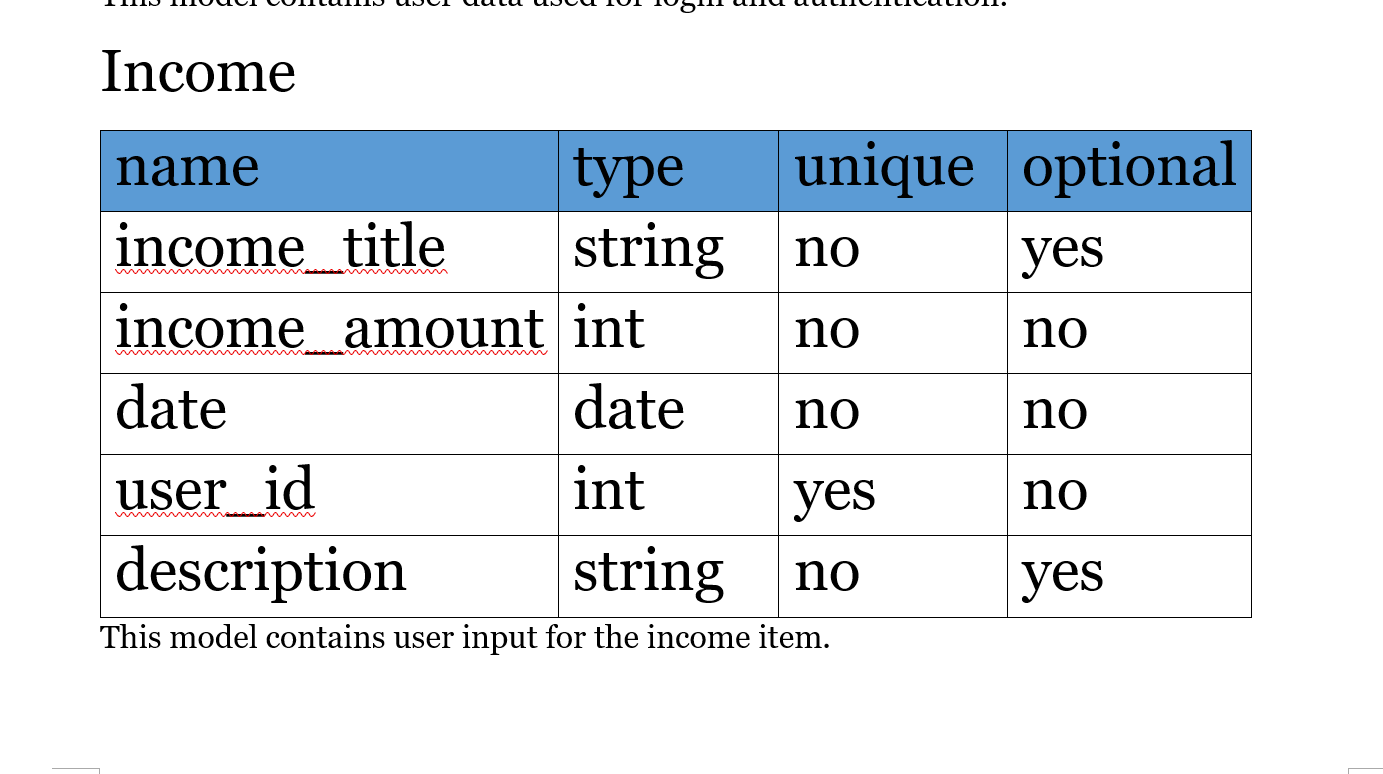 This model contains user data used for login and authentication.
Income
name type unique optional
income_title string no yes
income_amount int no no
date date no no
user_id int yes no
description string no yes
This model contains user input for the income item.